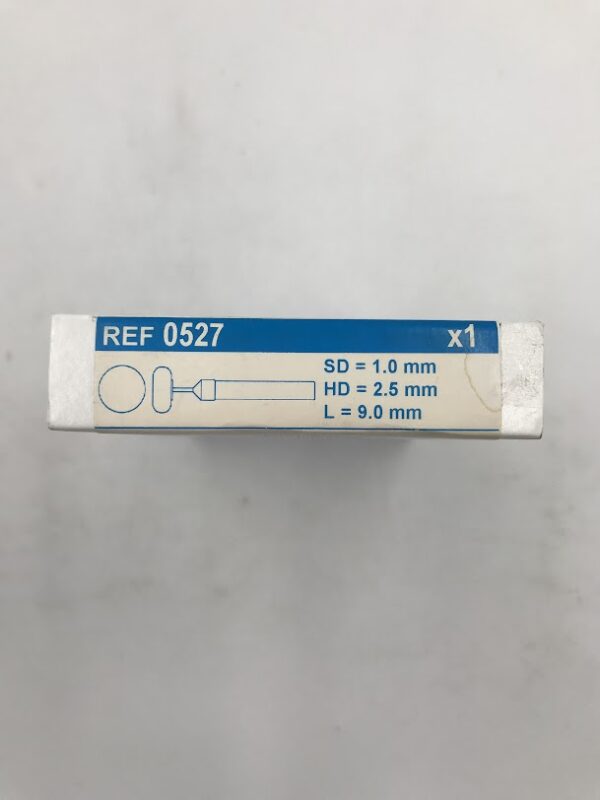 REF 0527 x1
SD = 1.0 mm
HD = 2.5 mm
L = 9.0 mm